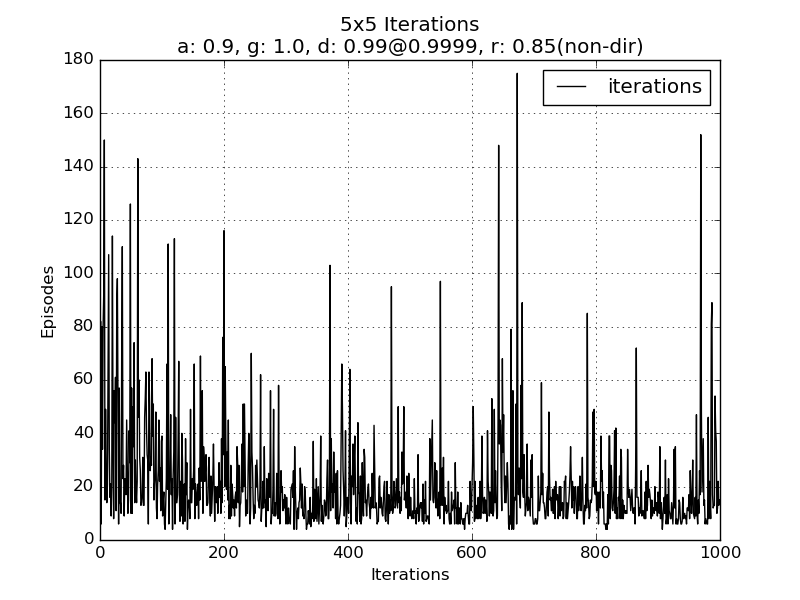 5x5 Iterations
a: 0.9, g: 1.0, d: 0.99@0.9999, r: 0.85(non-dir)
iterations
180
160
140
120
100
80
60
40
20
0
Episodes
0 200 400 600 800 1000
Iterations